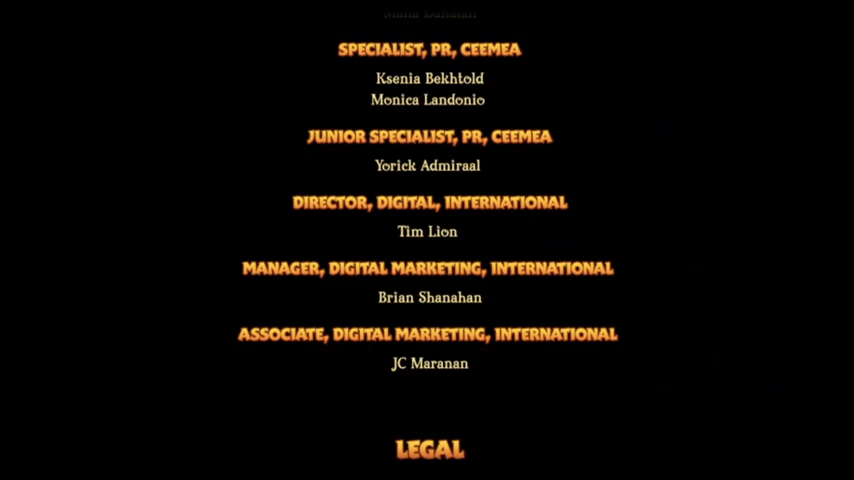 SPECIALIST, PR, CEEMEA
Ksenia Bekhtold
Monica Landonio
JUNIOR SPECIALIST, PR, CEEMEA
Yorick Admiraal
DIRECTOR, DIGITAL, INTERNATIONAL
Tim Lion
MANAGER, DIGITAL MARKETING, INTERNATIONAL
Brian Shanahan
ASSOCIATE, DIGITAL MARKETING, INTERNATIONAL
JC Maranan
LEGAL